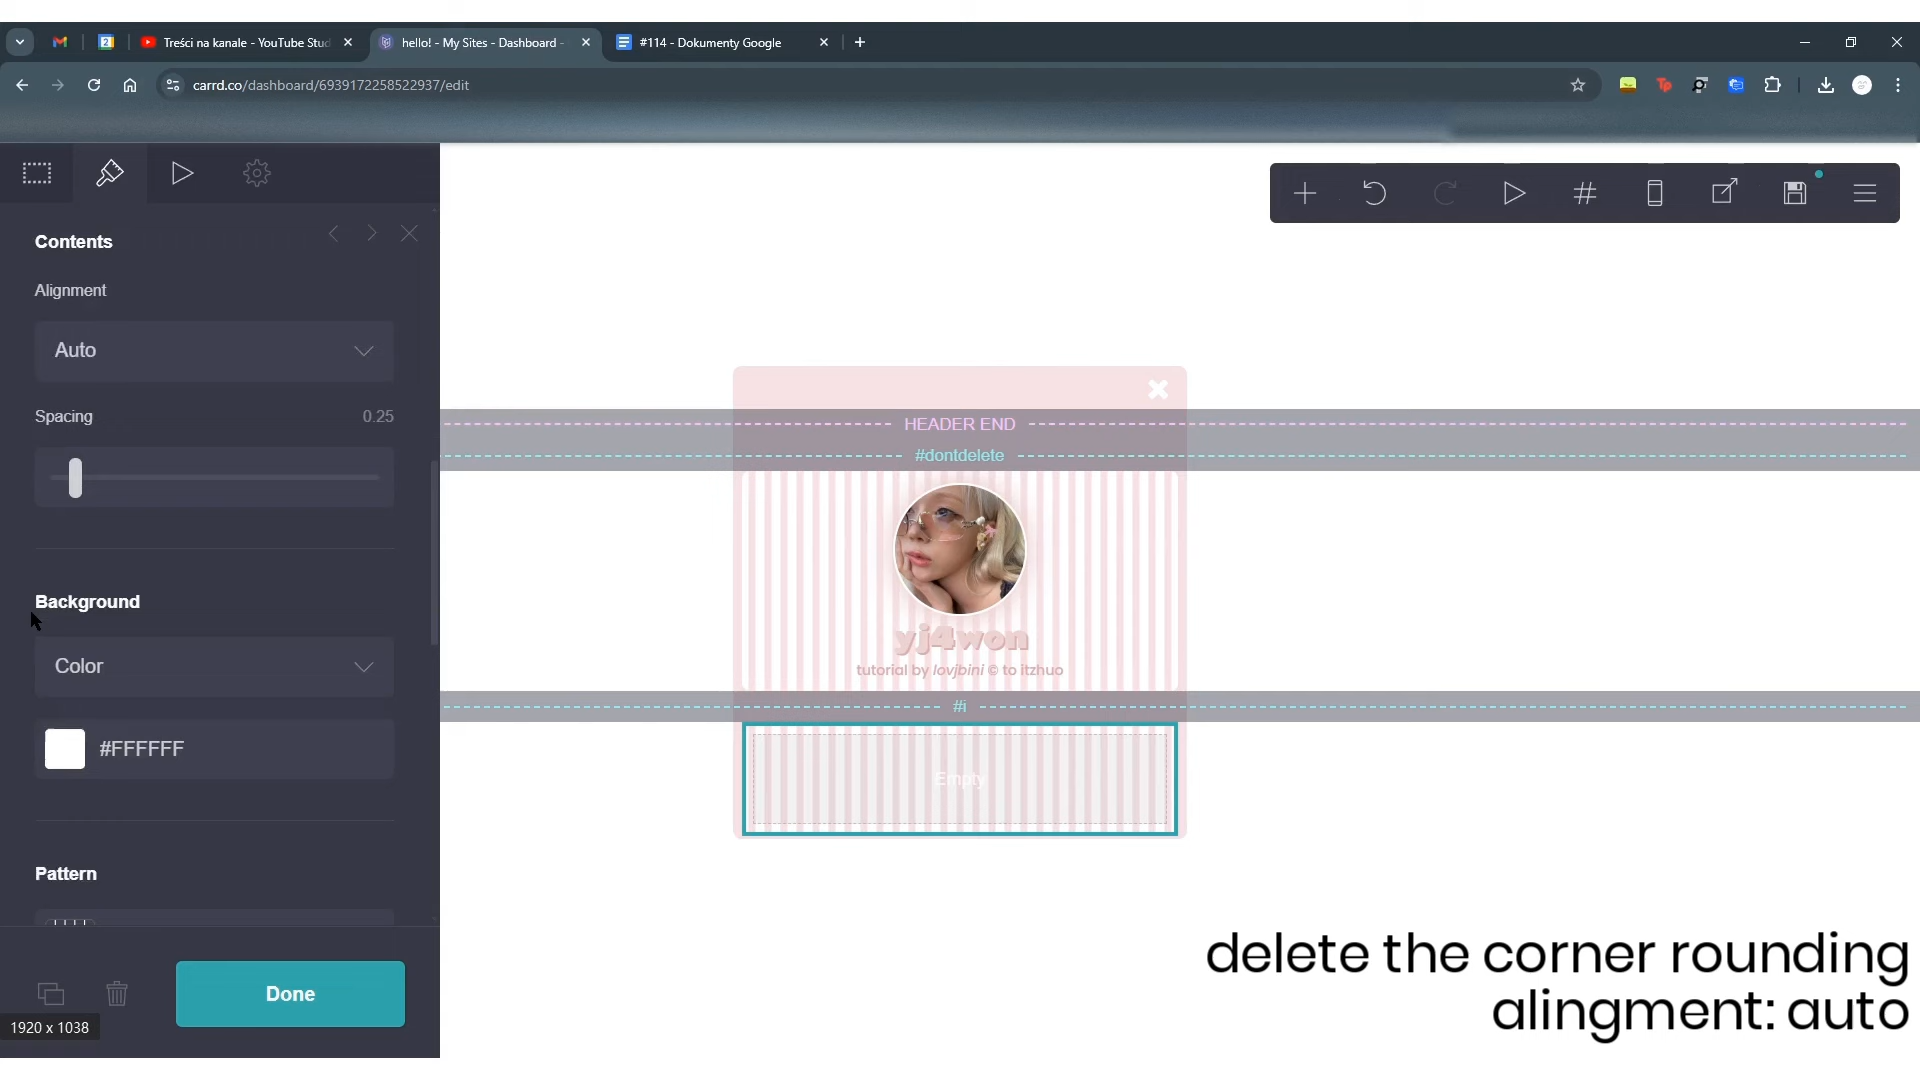 Treści na kanale - YouTube Stud
hello! - My Sites - Dashboard -
#114 - Dokumenty Google
carrd.co/dashboard/6939172258522937/edit
Contents
Alignment
Auto
Spacing 0.25
Background
Color
#FFFFFF
Pattern
Done
1920 x 1038
HEADER END
#dontdelete
yj4won
tutorial by lovjbini © to itzhuo
#i
Empty
delete the corner rounding
alingment: auto